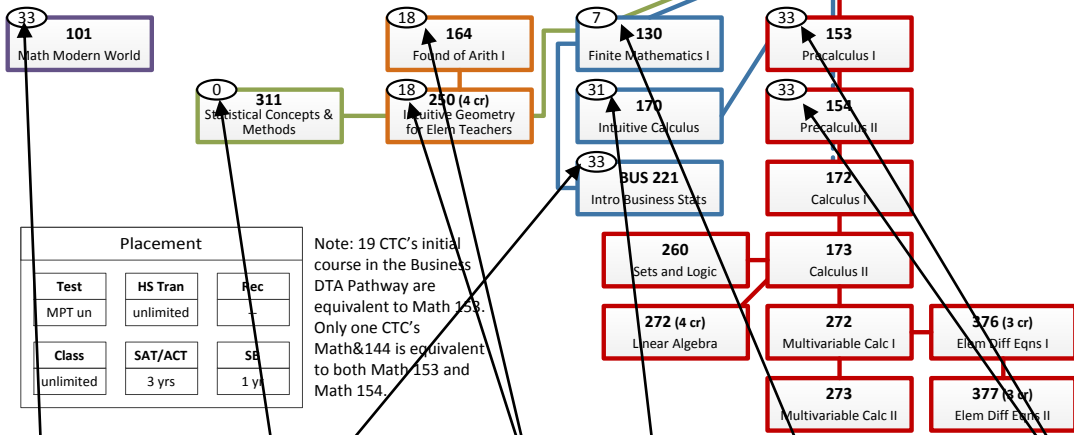 33
101
Math Modern World
18
164
Found of Arith I
7
130
Finite Mathematics I
33
153
Precalculus I
0
311
Statistical Concepts &
Methods
18
250 (4 cr)
Intuitive Geometry
for Elem Teachers
31
170
Intuitive Calculus
33
154
Precalculus II
33
BUS 221
Intro Business Stats
172
Calculus I
260
Sets and Logic
173
Calculus II
272 (4 cr)
Linear Algebra
272
Multivariable Calc I
376 (3 cr)
Elem Diff Eqns I
273
Multivariable Calc II
377 (3 cr)
Elem Diff Eqns II
Placement
Test
MPT un
HS Tran
unlimited
Rec
--
Class
unlimited
SAT/ACT
3 yrs
SB
1 yr
Note: 19 CTC's initial
course in the Business
DTA Pathway are
equivalent to Math 153.
Only one CTC's
Math&144 is equivalent
to both Math 153 and
Math 154.